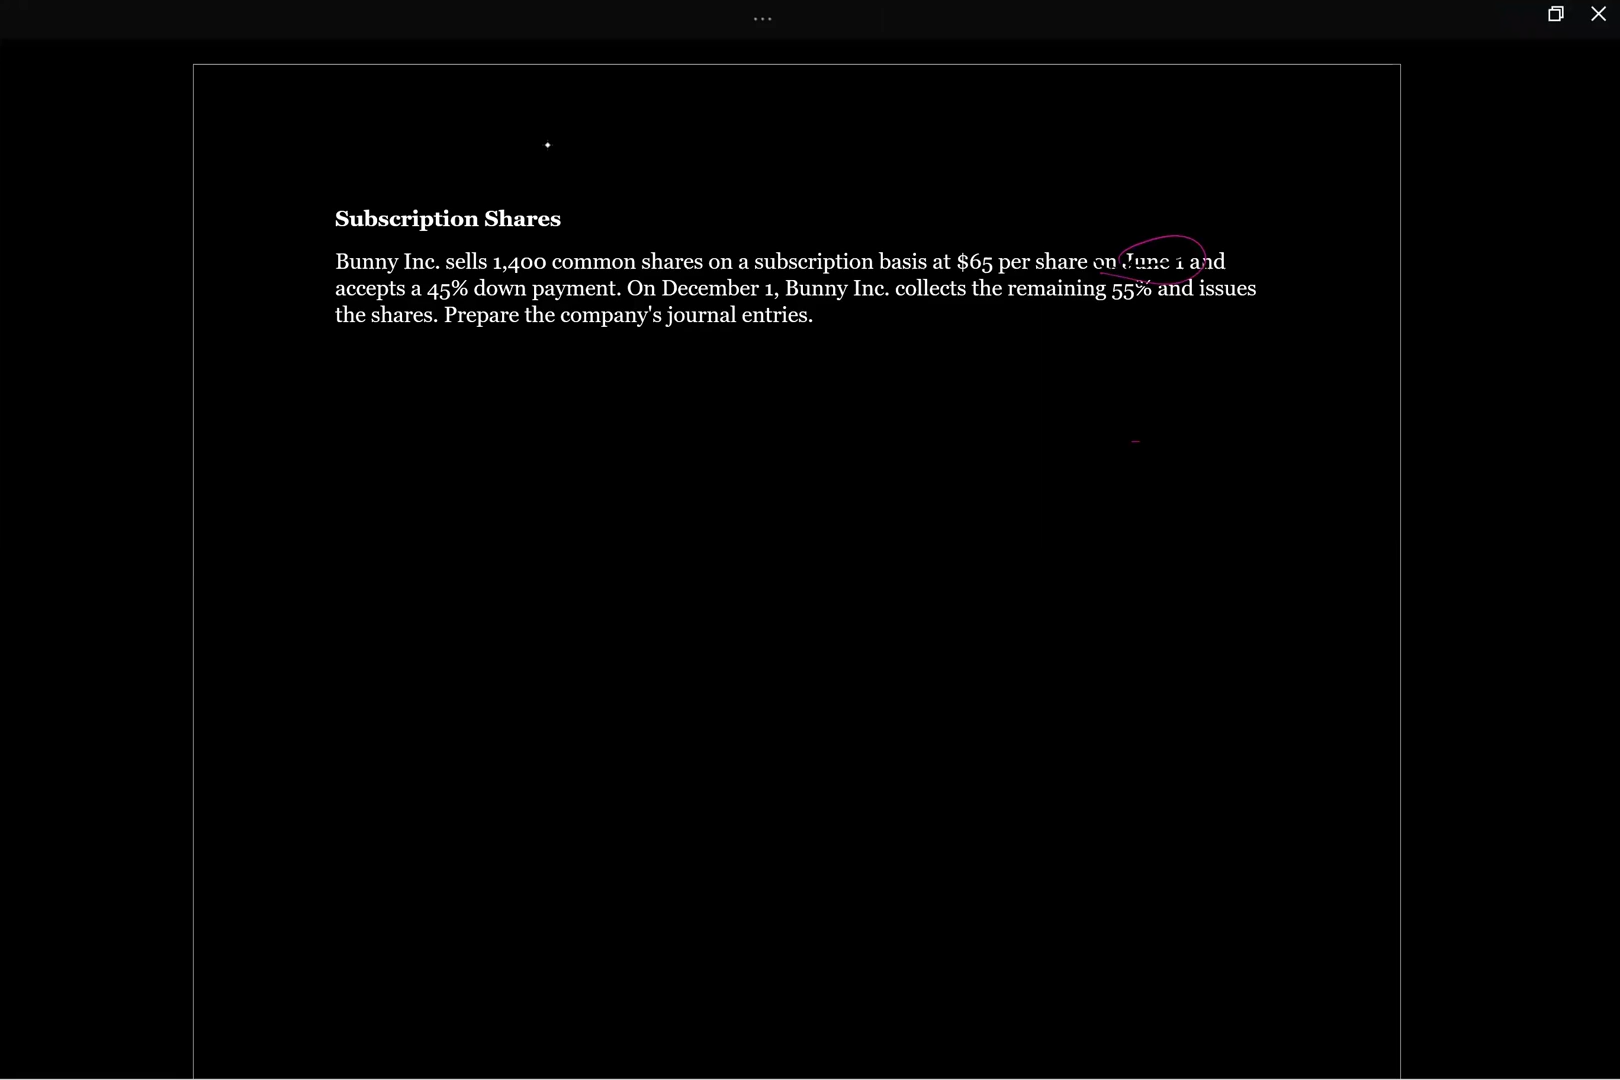 Subscription Shares
Bunny Inc. sells 1,400 common shares on a subscription basis at $65 per share on June 1 and
accepts a 45% down payment. On December 1, Bunny Inc. collects the remaining 55% and issues
the shares. Prepare the company's journal entries.